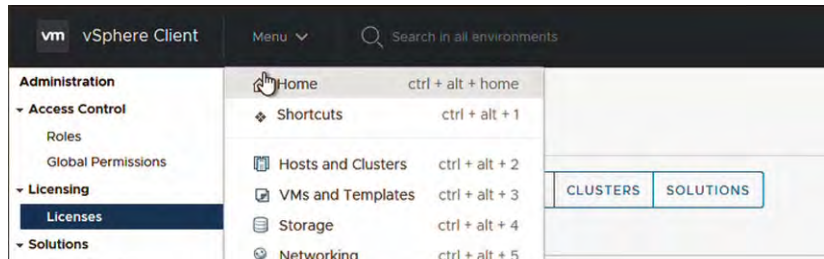 vm vSphere Client Menu Search in all environments
Administration
Access Control
Roles
Global Permissions
Licensing
Licenses
Solutions
Home ctrl + alt + home
Shortcuts ctrl + alt + 1
Hosts and Clusters ctrl + alt + 2
VMs and Templates ctrl + alt + 3
Storage ctrl + alt + 4
Networking ctrl + alt + 5
CLUSTERS SOLUTIONS